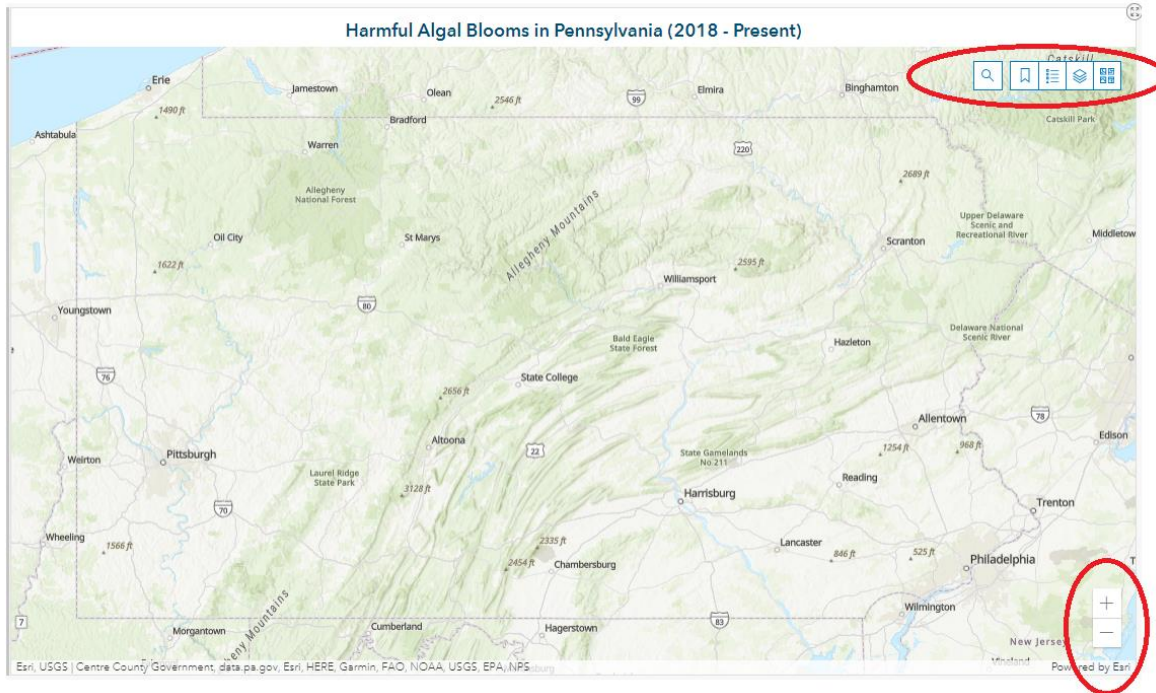 Harmful Algal Blooms in Pennsylvania (2018 - Present)
Catskill
Erie
Jamestown
Olean
2546 ft
99
Elmira
Binghamton
1490 ft
Bradford
Catskill Park
Ashtabula
Warren
220
2689 ft
Allegheny
National Forest
Upper Delaware
Scenic and
Recreational River
Oil City
St Marys
Allegheny Mountains
Scranton
Middletow
1622 ft
2595 ft
Williamsport
80
Youngstown
Bald Eagle
State Forest
Delaware National
Scenic River
Hazleton
76
State College
2656 ft
Allentown
78
Altoona
Edison
Pittsburgh
22
State Gamelands
No 211
1254 ft
968 ft
Weirton
Laurel Ridge
State Park
Reading
3128 ft
Harrisburg
Trenton
70
Wheeling
1566 ft
2335 ft
Lancaster
846 ft
525 ft
Philadelphia
T
2454 ft
Chambersburg
Wilmington
7
Morgantown
Cumberland
Hagerstown
83
New Jersey
ny Mountains
Vineland
Esri, USGS | Centre County Government, data.pa.gov, Esri, HERE, Garmin, FAO, NOAA, USGS, EPA, NPS
Powered by Esri